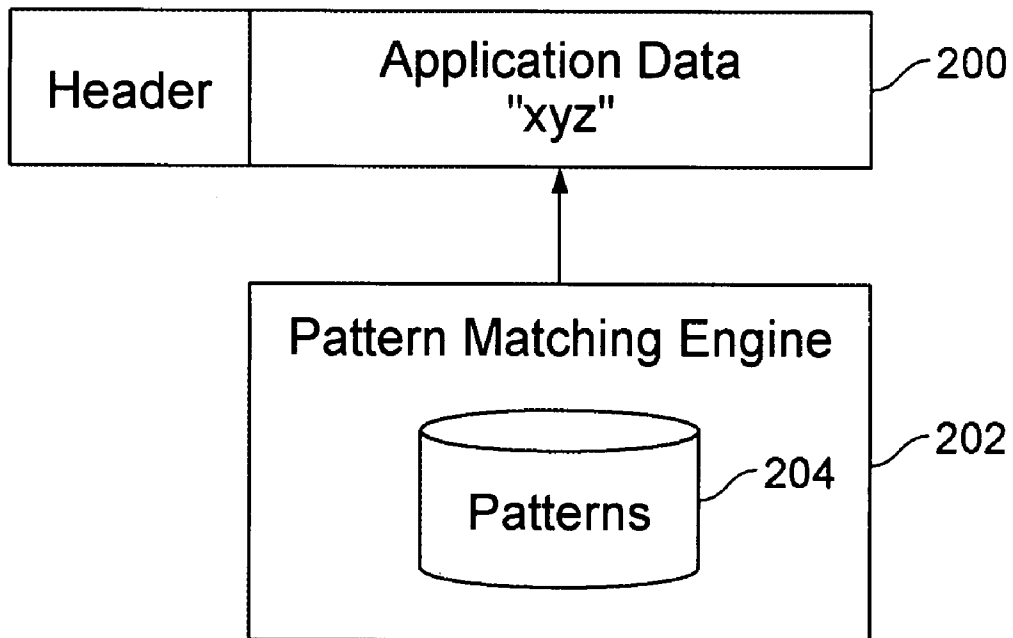 Header
Application Data
"xyz"
200
Pattern Matching Engine
202
204
Patterns